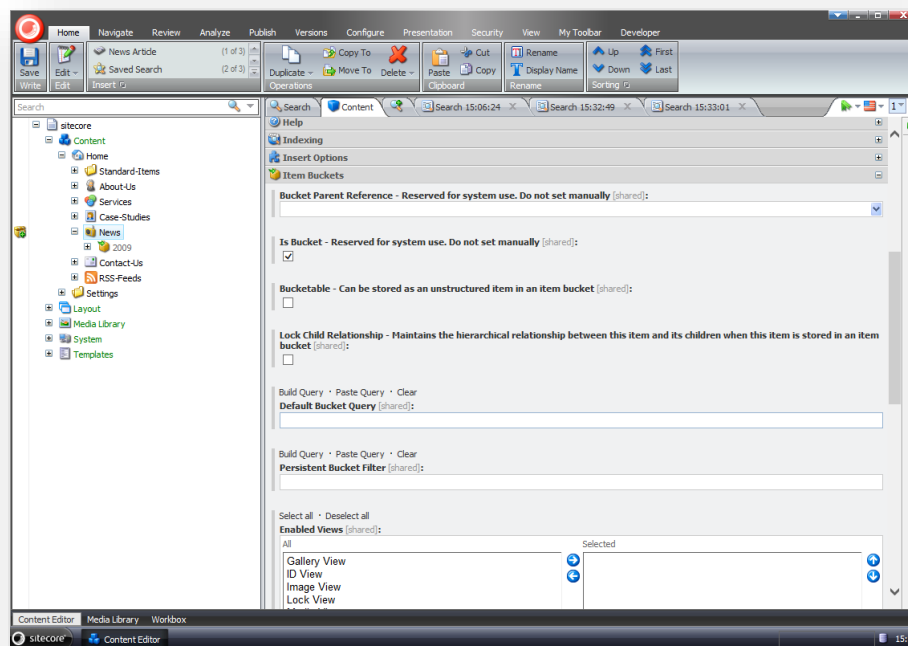 Home Navigate Review Analyze Publish Versions Configure Presentation Security View My Toolbar Developer
Save
Write
Edit
Edit
News Article (1 of 3)
Saved Search (2 of 3)
Insert
Duplicate
Copy To
Move To
Delete
Operations
Paste
Cut
Copy
Clipboard
Rename
Display Name
Rename
Up
Down
First
Last
Sorting
Search
Search Content Search 15:06:24 Search 15:32:49 Search 15:33:01
1
sitecore
Content
Home
Standard-Items
About-Us
Services
Case-Studies
News
2009
Contact-Us
RSS-Feeds
Settings
Layout
Media Library
System
Templates
Help
Indexing
Insert Options
Item Buckets
Bucket Parent Reference - Reserved for system use. Do not set manually [shared]:
Is Bucket - Reserved for system use. Do not set manually [shared]:
Bucketable - Can be stored as an unstructured item in an item bucket [shared]:
Lock Child Relationship - Maintains the hierarchical relationship between this item and its children when this item is stored in an item
bucket [shared]:
Build Query · Paste Query · Clear
Default Bucket Query [shared]:
Build Query · Paste Query · Clear
Persistent Bucket Filter [shared]:
Select all · Deselect all
Enabled Views [shared]:
All Selected
Gallery View
ID View
Image View
Lock View
Content Editor Media Library Workbox
sitecore Content Editor 15: